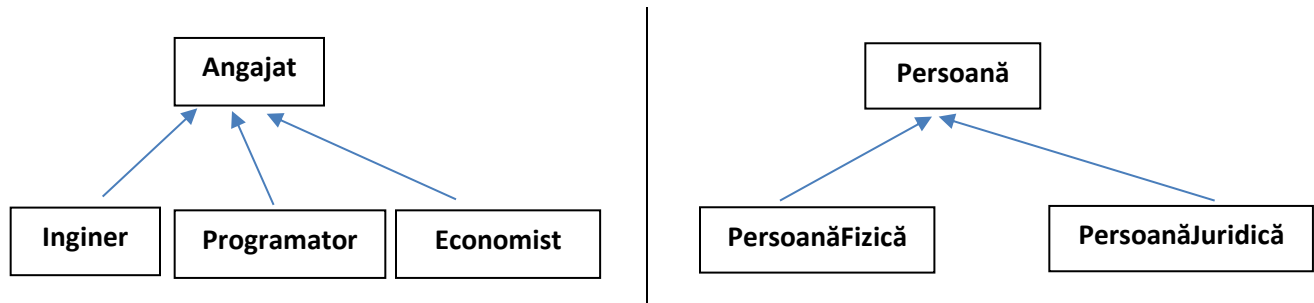 Angajat
Inginer
Programator
Economist
Persoană
PersoanăFizică
PersoanăJuridică